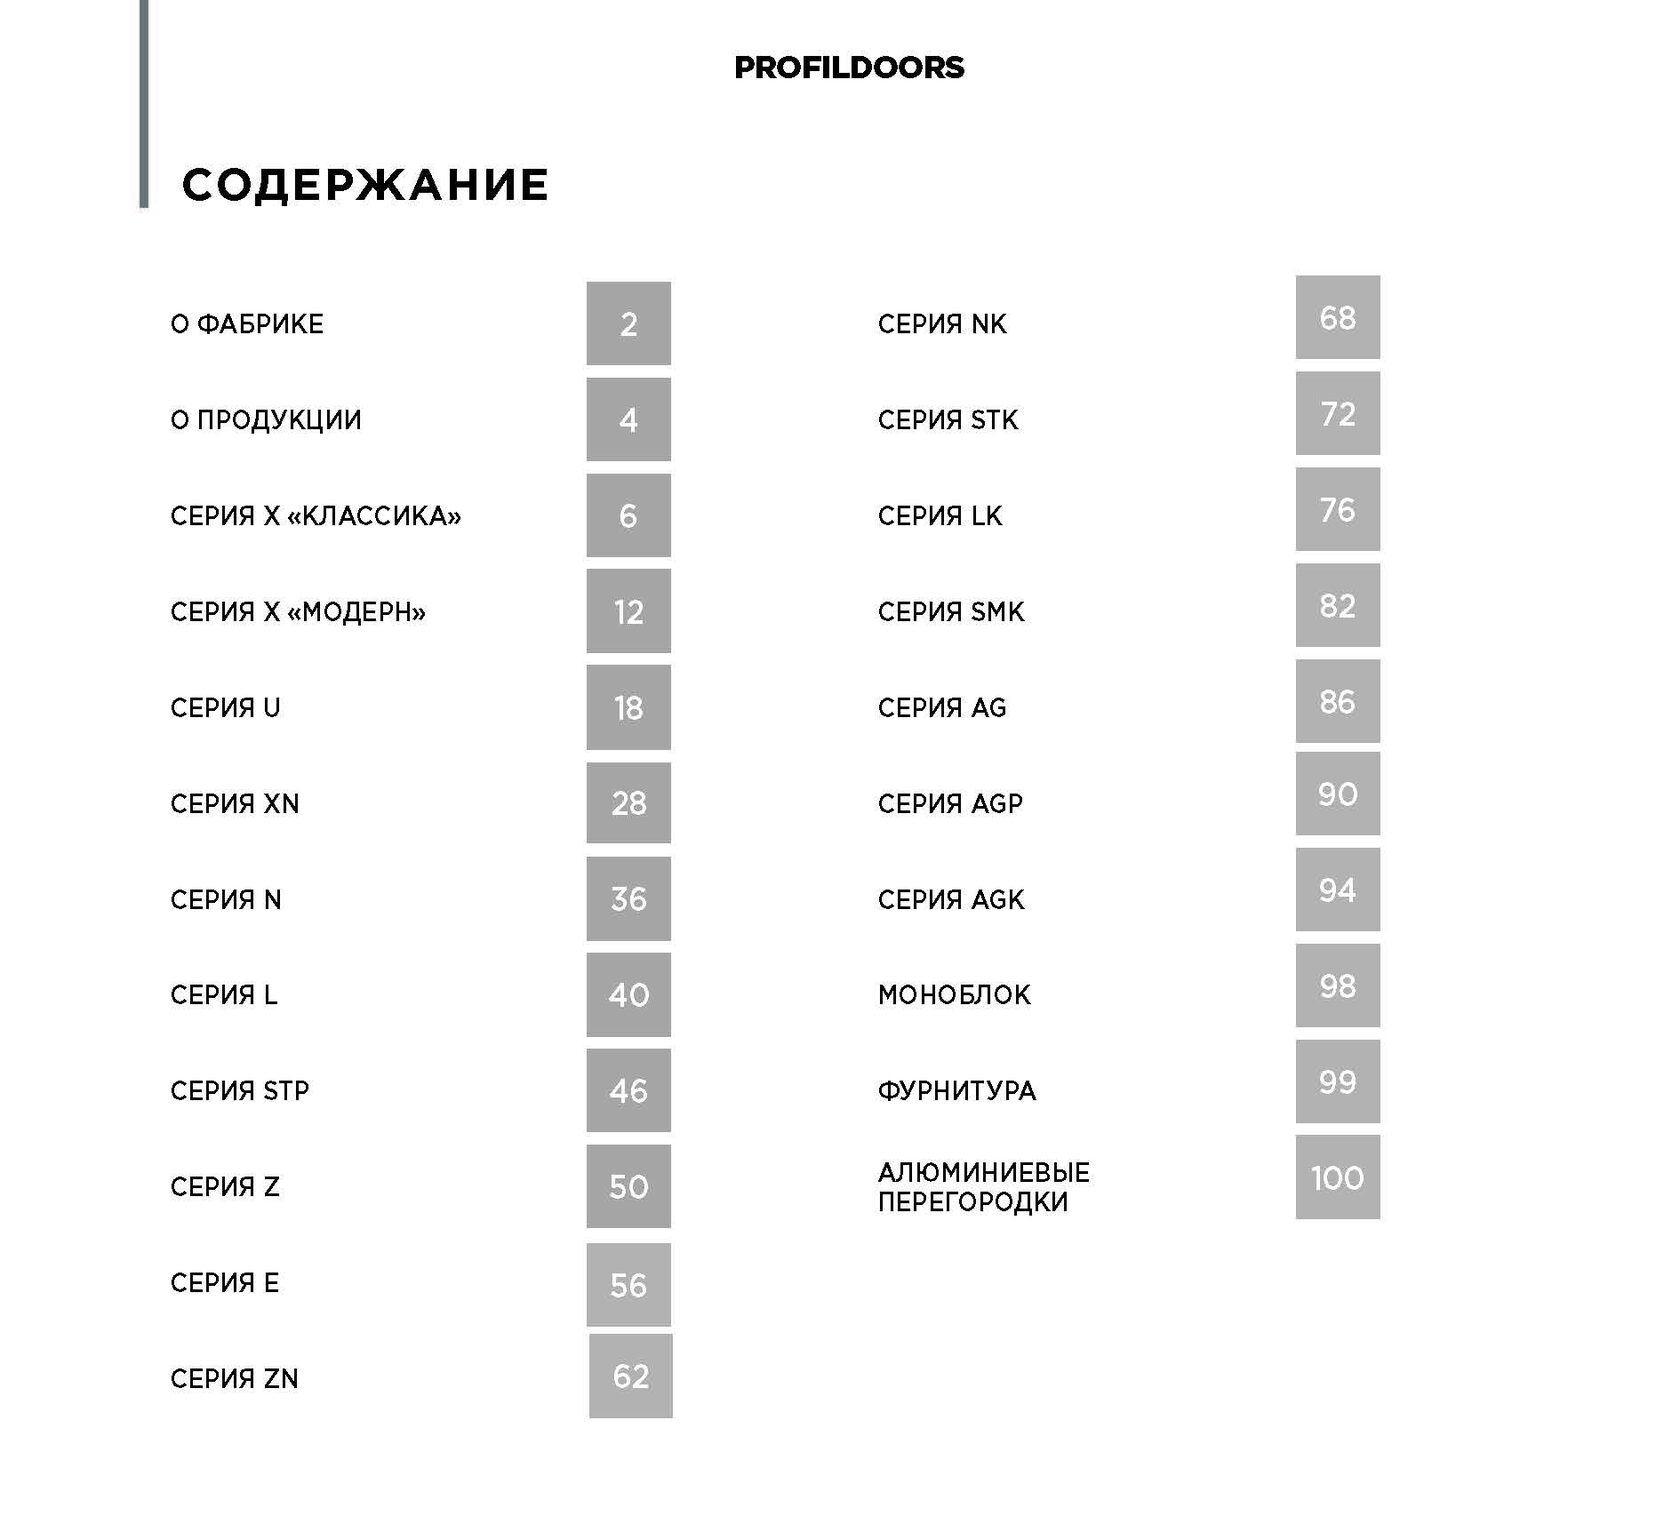 PROFILDOORS
СОДЕРЖАНИЕ
О ФАБРИКЕ 2
О ПРОДУКЦИИ 4
СЕРИЯ X «КЛАССИКА» 6
СЕРИЯ X «МОДЕРН» 12
СЕРИЯ U 18
СЕРИЯ XN 28
СЕРИЯ N 36
СЕРИЯ L 40
СЕРИЯ STP 46
СЕРИЯ Z 50
СЕРИЯ E 56
СЕРИЯ ZN 62
СЕРИЯ NK 68
СЕРИЯ STK 72
СЕРИЯ LK 76
СЕРИЯ SMK 82
СЕРИЯ AG 86
СЕРИЯ AGP 90
СЕРИЯ AGK 94
МОНОБЛОК 98
ФУРНИТУРА 99
АЛЮМИНИЕВЫЕ
ПЕРЕГОРОДКИ 100